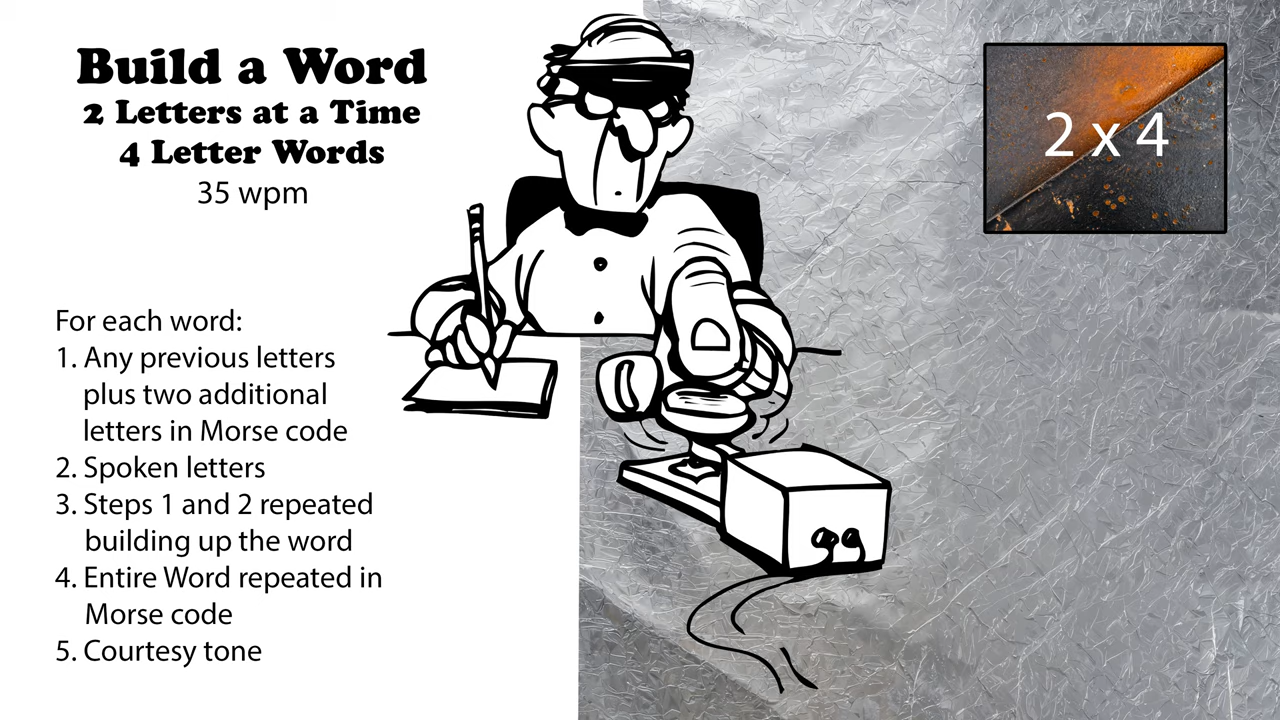 Build a Word
2 Letters at a Time
4 Letter Words
35 wpm
2 x 4
For each word:
1. Any previous letters
plus two additional
letters in Morse code
2. Spoken letters
3. Steps 1 and 2 repeated
building up the word
4. Entire Word repeated in
Morse code
5. Courtesy tone